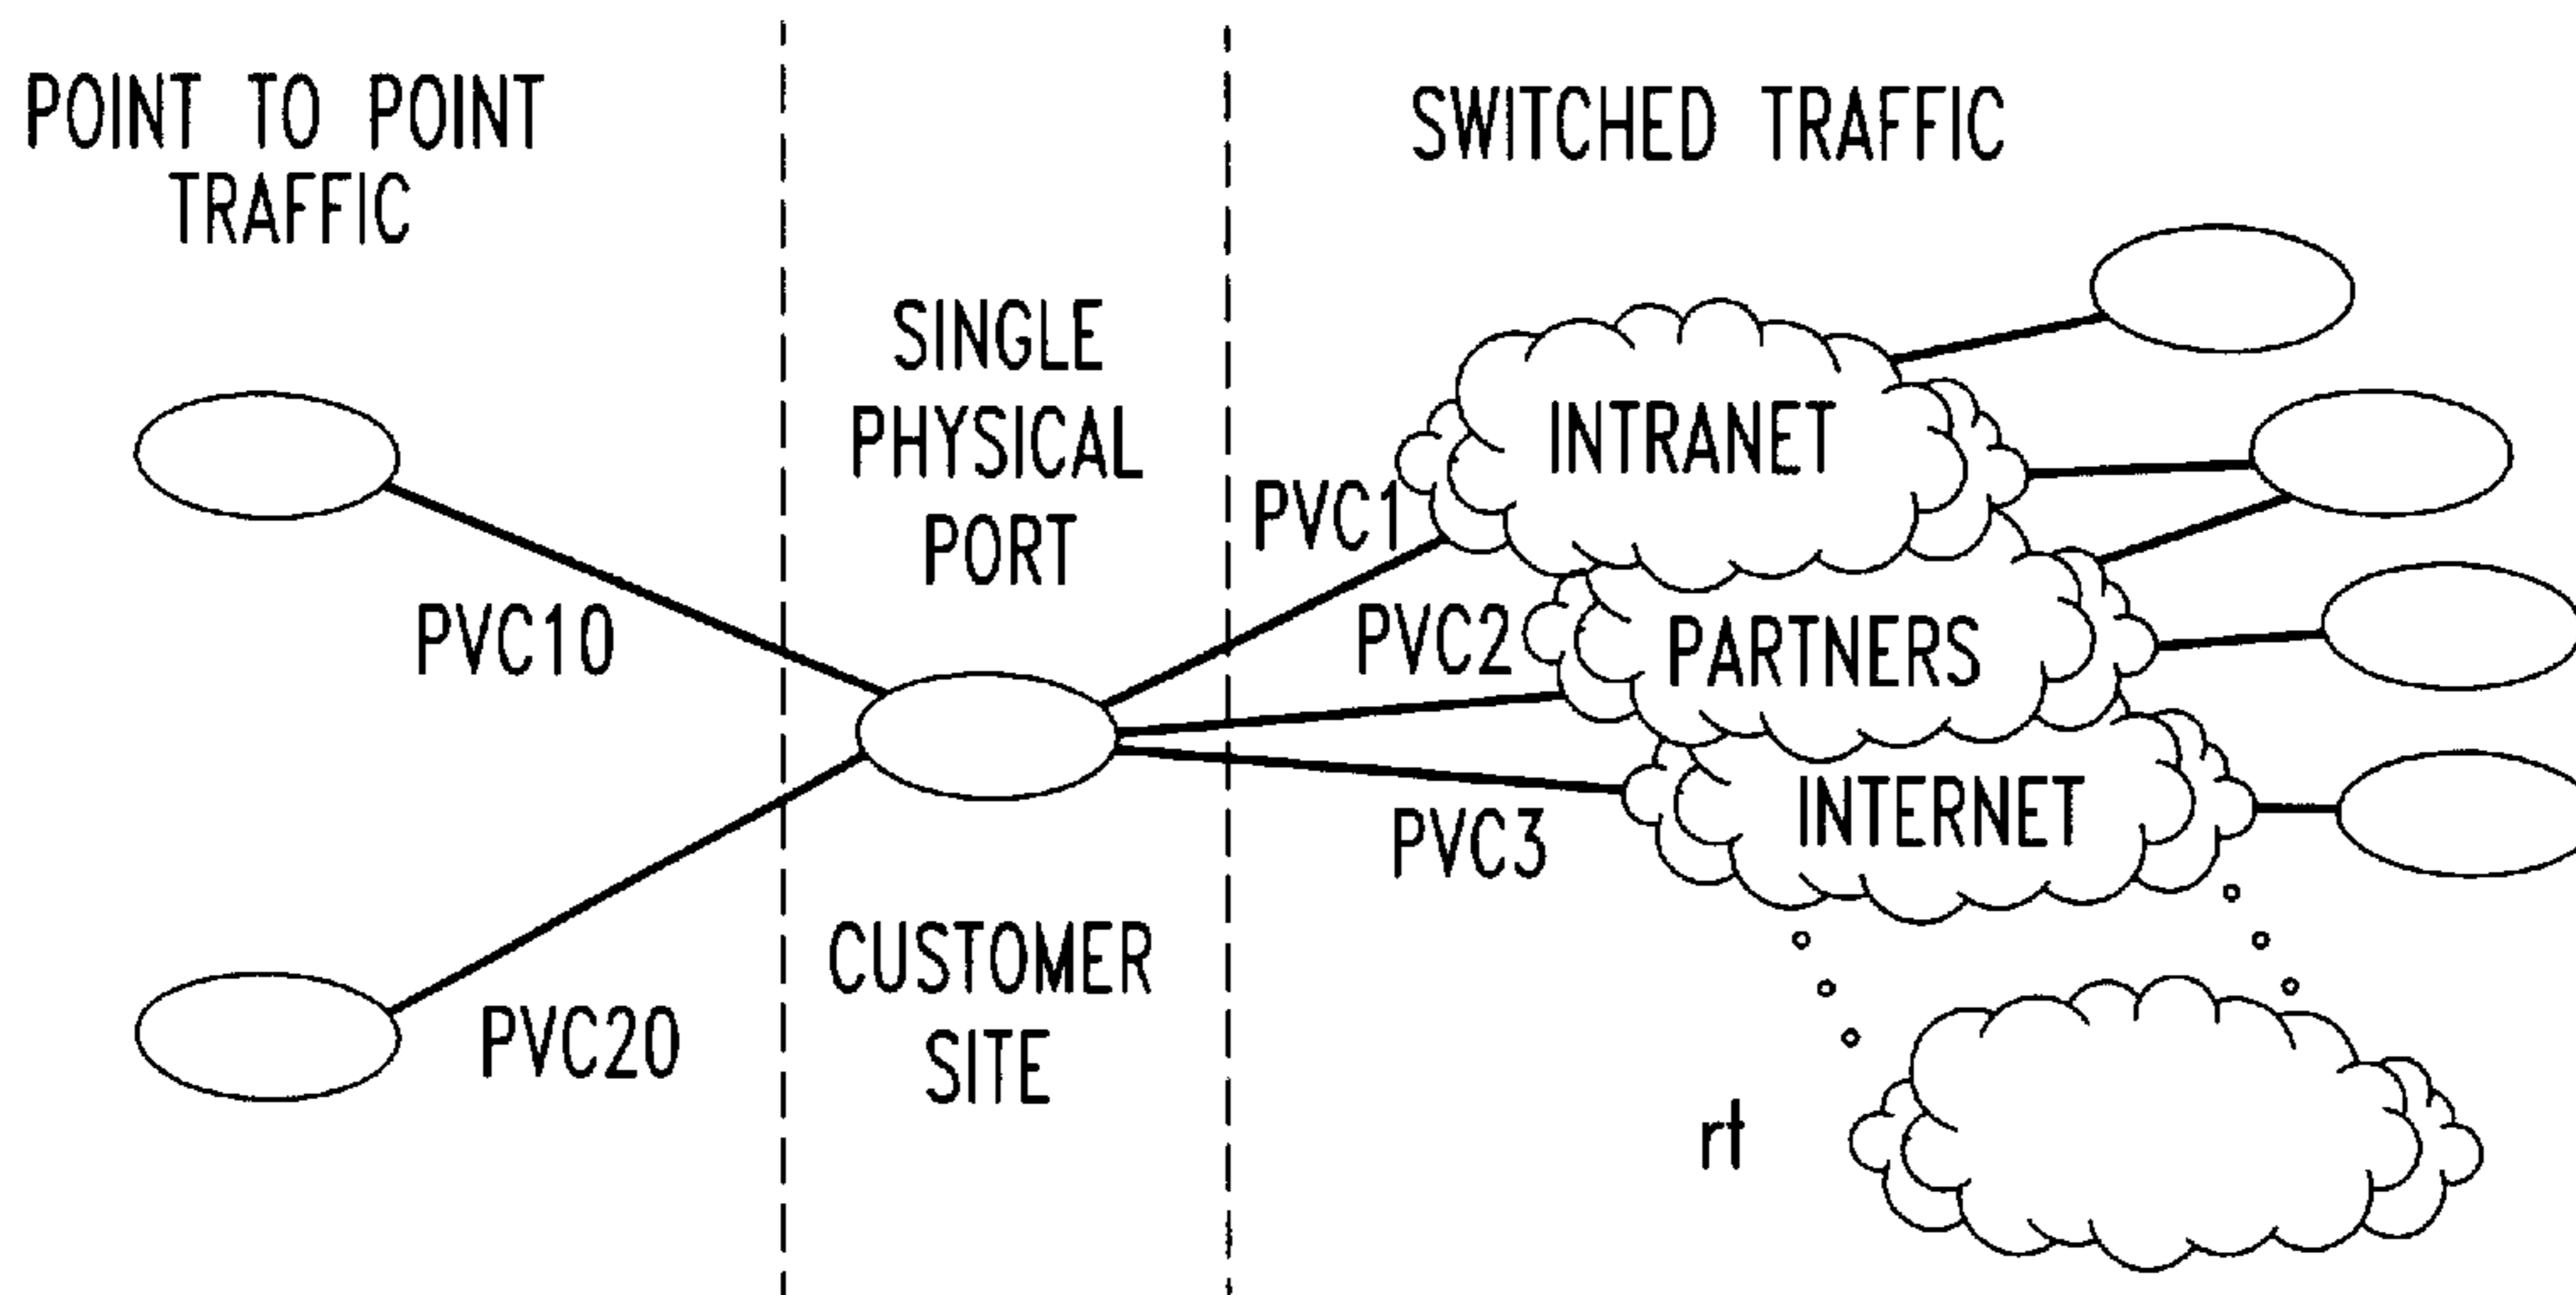 POINT TO POINT
TRAFFIC
SWITCHED TRAFFIC
SINGLE
PHYSICAL
PORT
INTRANET
PVC1
PVC10
PVC2
PARTNERS
INTERNET
PVC3
CUSTOMER
SITE
PVC20
rt